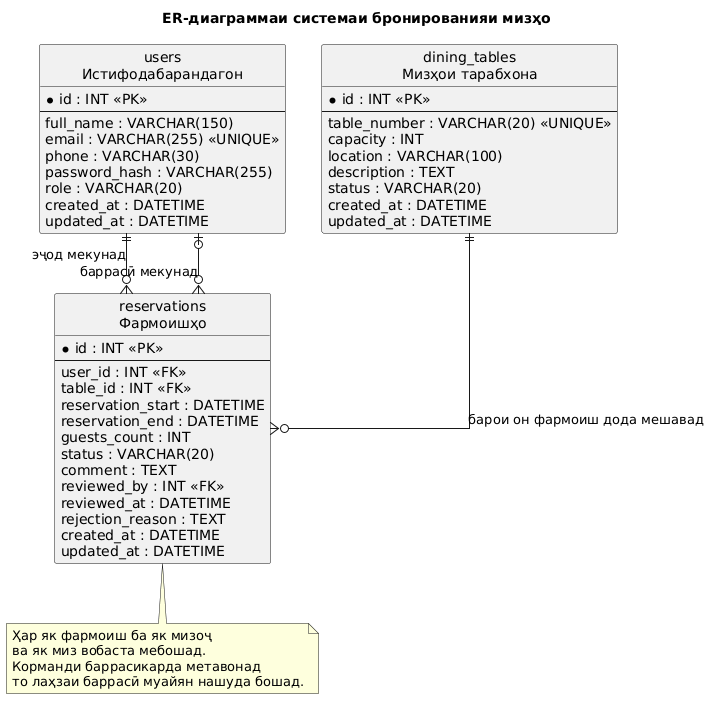 ER-диаграммаи системаи бронированияи мизҳо
users
Истифодабарандагон
* id : INT «PK»
full_name : VARCHAR(150)
email : VARCHAR(255) «UNIQUE»
phone : VARCHAR(30)
password_hash : VARCHAR(255)
role : VARCHAR(20)
created_at : DATETIME
updated_at : DATETIME
dining_tables
Мизҳои тарабхона
* id : INT «PK»
table_number : VARCHAR(20) «UNIQUE»
capacity : INT
location : VARCHAR(100)
description : TEXT
status : VARCHAR(20)
created_at : DATETIME
updated_at : DATETIME
эҷод мекунад
баррасӣ мекунад
reservations
Фармоишҳо
* id : INT «PK»
user_id : INT «FK»
table_id : INT «FK»
reservation_start : DATETIME
reservation_end : DATETIME
guests_count : INT
status : VARCHAR(20)
comment : TEXT
reviewed_by : INT «FK»
reviewed_at : DATETIME
rejection_reason : TEXT
created_at : DATETIME
updated_at : DATETIME
барои он фармоиш дода мешавад
Ҳар як фармоиш ба як мизоҷ
ва як миз вобаста мебошад.
Корманди баррасикарда метавонад
то лаҳзаи баррасӣ муайян нашуда бошад.